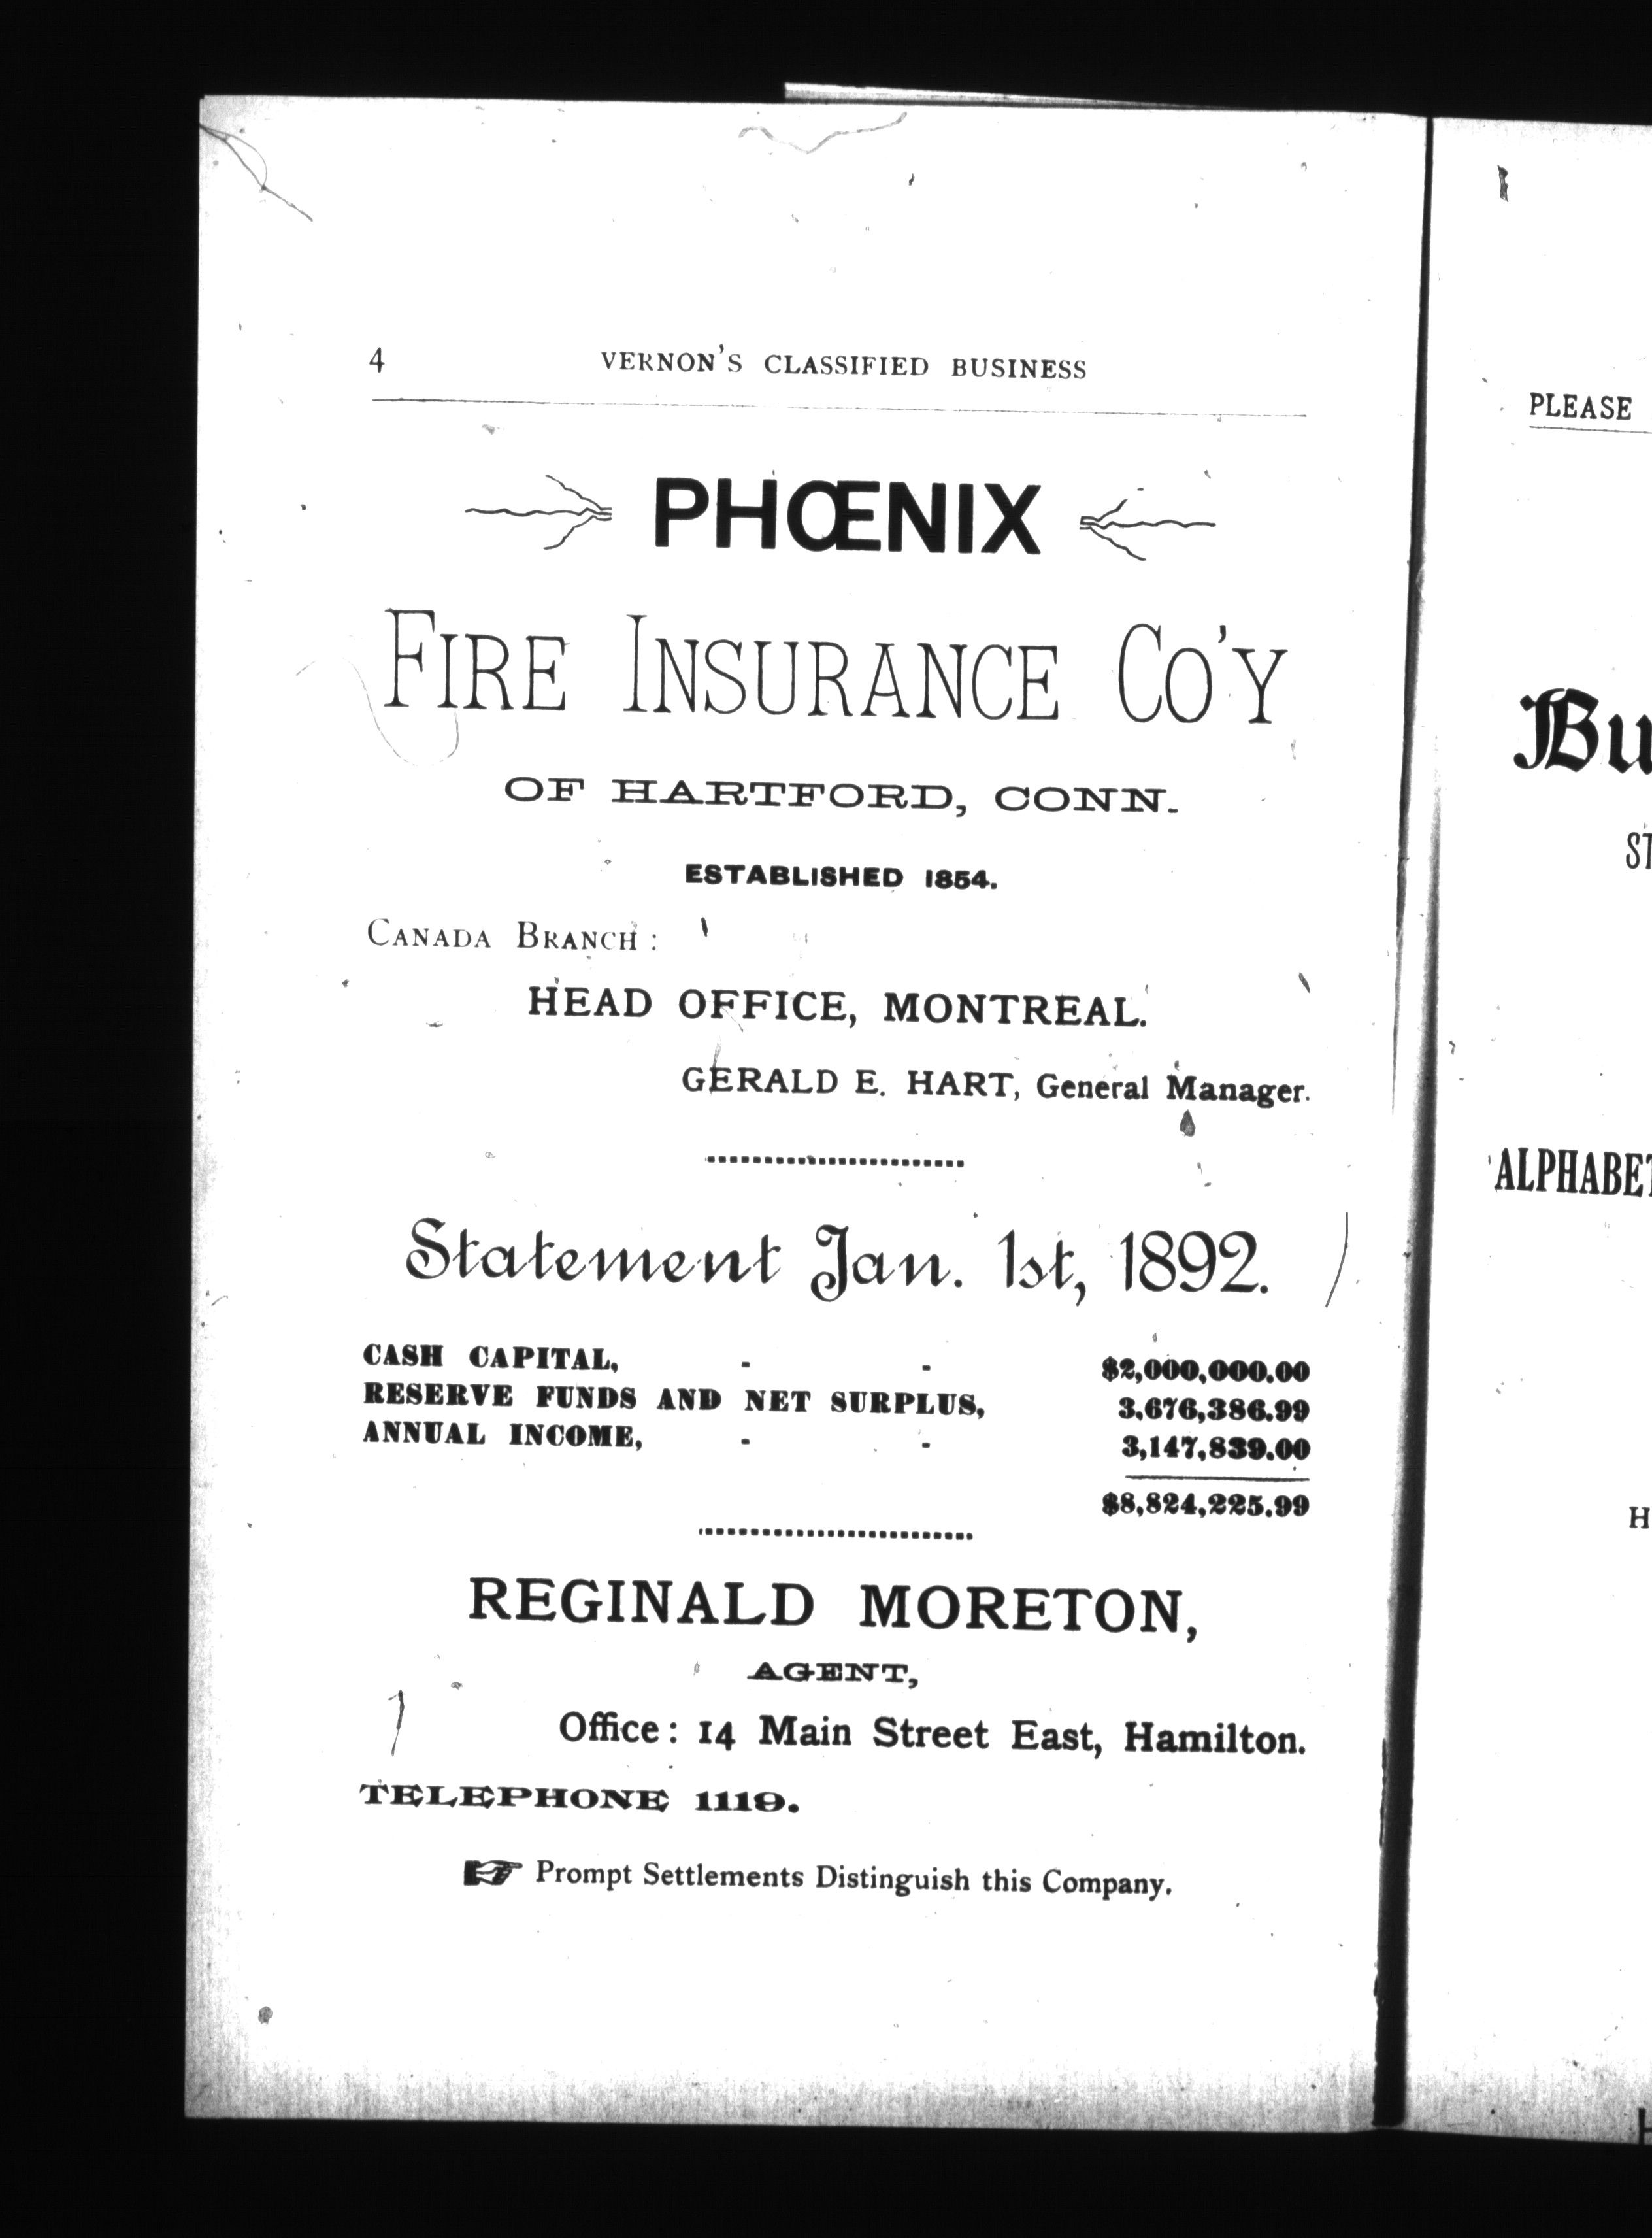 4 VERNON'S CLASSIFIED BUSINESS
PHŒNIX
FIRE INSURANCE CO'Y
OF HARTFORD, CONN.
ESTABLISHED 1854.
CANADA BRANCH:
HEAD OFFICE, MONTREAL.
GERALD E. HART, General Manager.
Statement Jan. 1st, 1892.
CASH CAPITAL, - - $2,000,000.00
RESERVE FUNDS AND NET SURPLUS, 3,676,386.99
ANNUAL INCOME, - - 3,147,839.00
$8,824,225.99
REGINALD MORETON,
AGENT,
Office: 14 Main Street East, Hamilton.
TELEPHONE 1119.
☞ Prompt Settlements Distinguish this Company.
PLEASE